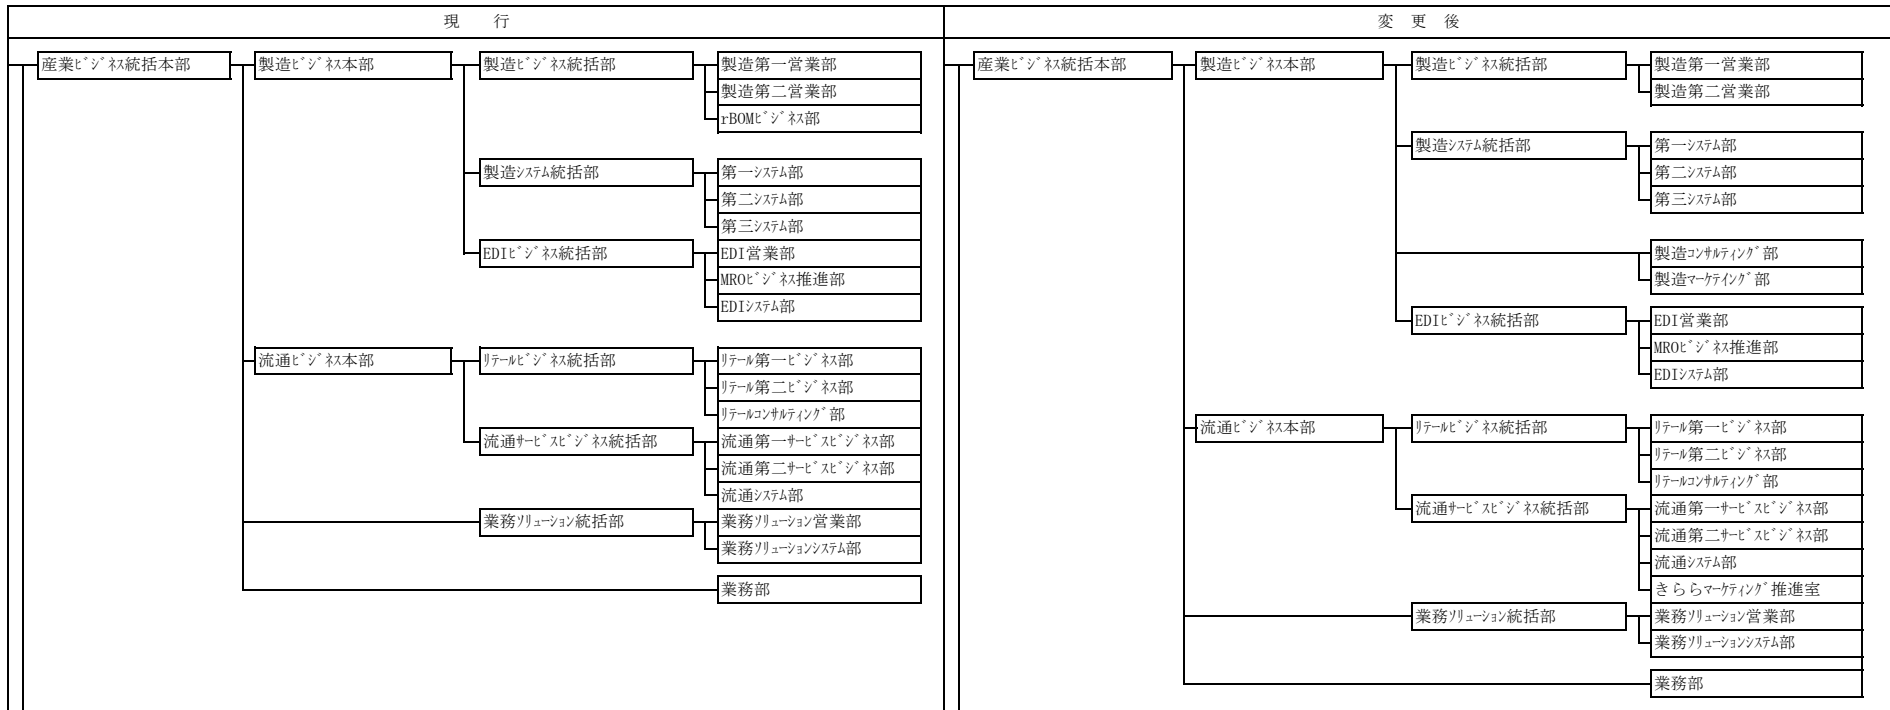 現 行
変 更 後
産業ﾋﾞｼﾞﾈｽ統括本部
製造ﾋﾞｼﾞﾈｽ本部
製造ﾋﾞｼﾞﾈｽ統括部
製造第一営業部
製造第二営業部
rBOMﾋﾞｼﾞﾈｽ部
製造ｼｽﾃﾑ統括部
第一ｼｽﾃﾑ部
第二ｼｽﾃﾑ部
第三ｼｽﾃﾑ部
EDIﾋﾞｼﾞﾈｽ統括部
EDI営業部
MROﾋﾞｼﾞﾈｽ推進部
EDIｼｽﾃﾑ部
流通ﾋﾞｼﾞﾈｽ本部
ﾘﾃｰﾙﾋﾞｼﾞﾈｽ統括部
ﾘﾃｰﾙ第一ﾋﾞｼﾞﾈｽ部
ﾘﾃｰﾙ第二ﾋﾞｼﾞﾈｽ部
ﾘﾃｰﾙｺﾝｻﾙﾃｨﾝｸﾞ部
流通ｻｰﾋﾞｽﾋﾞｼﾞﾈｽ統括部
流通第一ｻｰﾋﾞｽﾋﾞｼﾞﾈｽ部
流通第二ｻｰﾋﾞｽﾋﾞｼﾞﾈｽ部
流通ｼｽﾃﾑ部
業務ｿﾘｭｰｼｮﾝ統括部
業務ｿﾘｭｰｼｮﾝ営業部
業務ｿﾘｭｰｼｮﾝｼｽﾃﾑ部
業務部
産業ﾋﾞｼﾞﾈｽ統括本部
製造ﾋﾞｼﾞﾈｽ本部
製造ﾋﾞｼﾞﾈｽ統括部
製造第一営業部
製造第二営業部
製造ｼｽﾃﾑ統括部
第一ｼｽﾃﾑ部
第二ｼｽﾃﾑ部
第三ｼｽﾃﾑ部
製造ｺﾝｻﾙﾃｨﾝｸﾞ部
製造ﾏｰｹﾃｲﾝｸﾞ部
EDIﾋﾞｼﾞﾈｽ統括部
EDI営業部
MROﾋﾞｼﾞﾈｽ推進部
EDIｼｽﾃﾑ部
流通ﾋﾞｼﾞﾈｽ本部
ﾘﾃｰﾙﾋﾞｼﾞﾈｽ統括部
ﾘﾃｰﾙ第一ﾋﾞｼﾞﾈｽ部
ﾘﾃｰﾙ第二ﾋﾞｼﾞﾈｽ部
ﾘﾃｰﾙｺﾝｻﾙﾃｨﾝｸﾞ部
流通ｻｰﾋﾞｽﾋﾞｼﾞﾈｽ統括部
流通第一ｻｰﾋﾞｽﾋﾞｼﾞﾈｽ部
流通第二ｻｰﾋﾞｽﾋﾞｼﾞﾈｽ部
流通ｼｽﾃﾑ部
きららﾏｰｹﾃｨﾝｸﾞ推進室
業務ｿﾘｭｰｼｮﾝ統括部
業務ｿﾘｭｰｼｮﾝ営業部
業務ｿﾘｭｰｼｮﾝｼｽﾃﾑ部
業務部